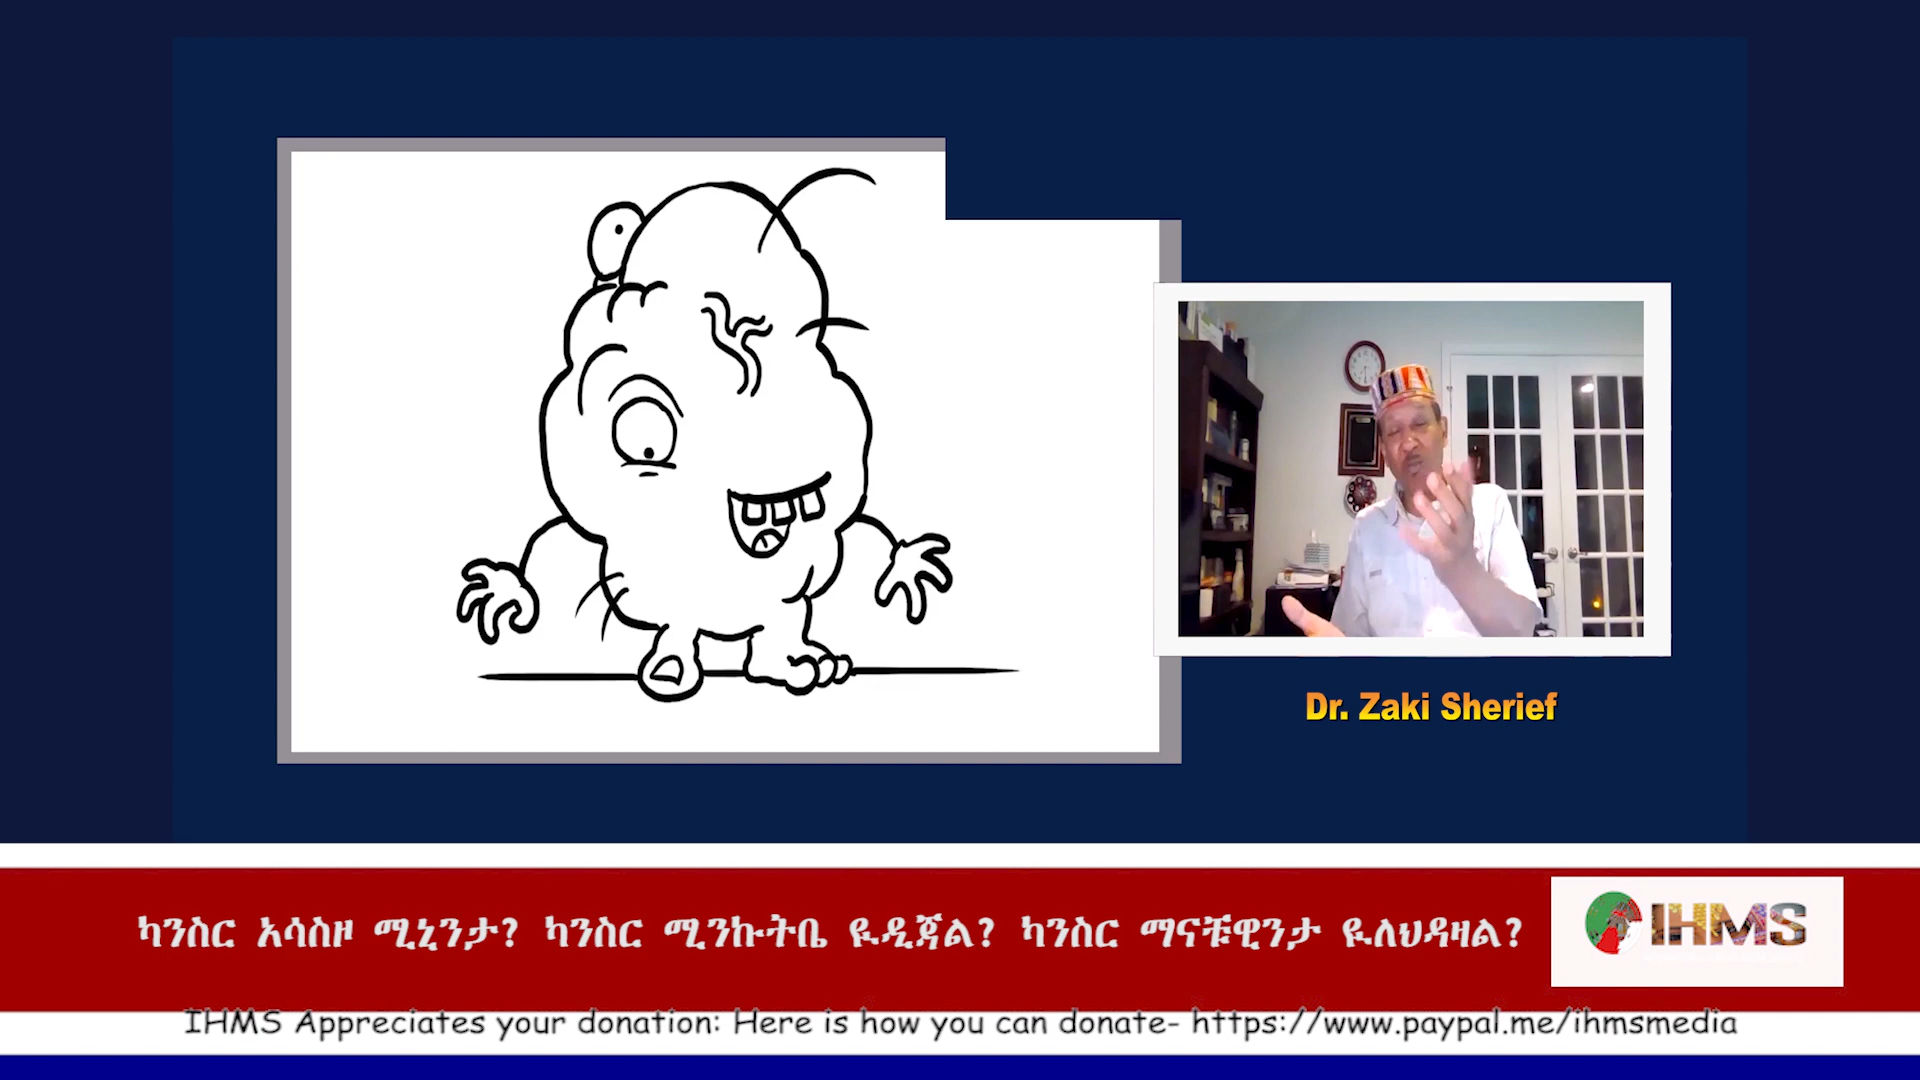 Dr. Zaki Sherief
ካንስር አሳስዞ ሚኒንታ? ካንስር ሚንኩትቤ ዪዲጃል? ካንስር ማናቹዊንታ ዪለህዳዛል?
IHMS
IHMS Appreciates your donation: Here is how you can donate- https://www.paypal.me/ihmsmedia